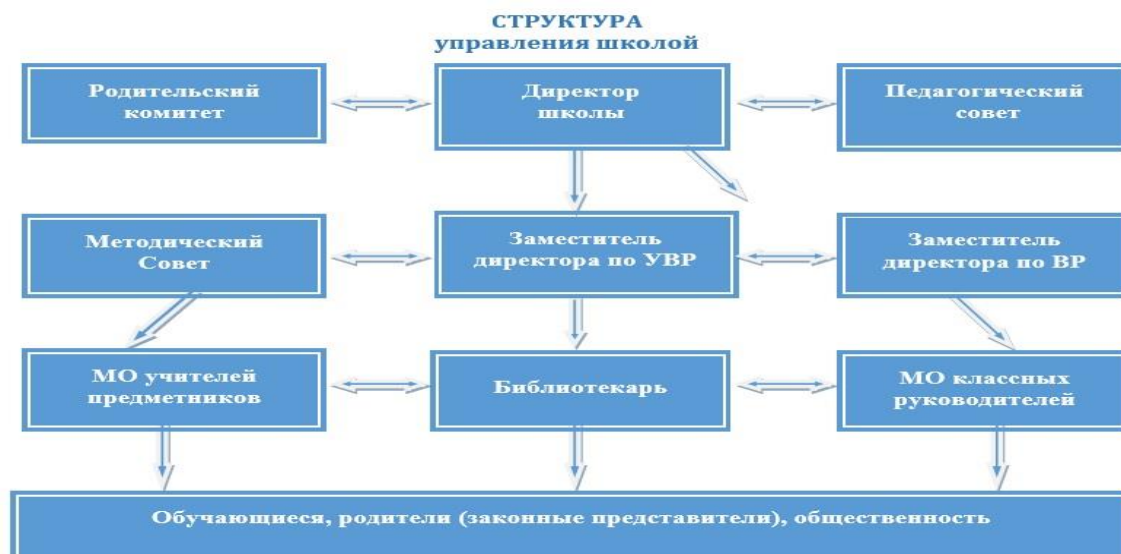 СТРУКТУРА
управления школой
Родительский
комитет
Директор
школы
Педагогический
совет
Методический
Совет
Заместитель
директора по УВР
Заместитель
директора по ВР
МО учителей
предметников
Библиотекарь
МО классных
руководителей
Обучающиеся, родители (законные представители), общественность